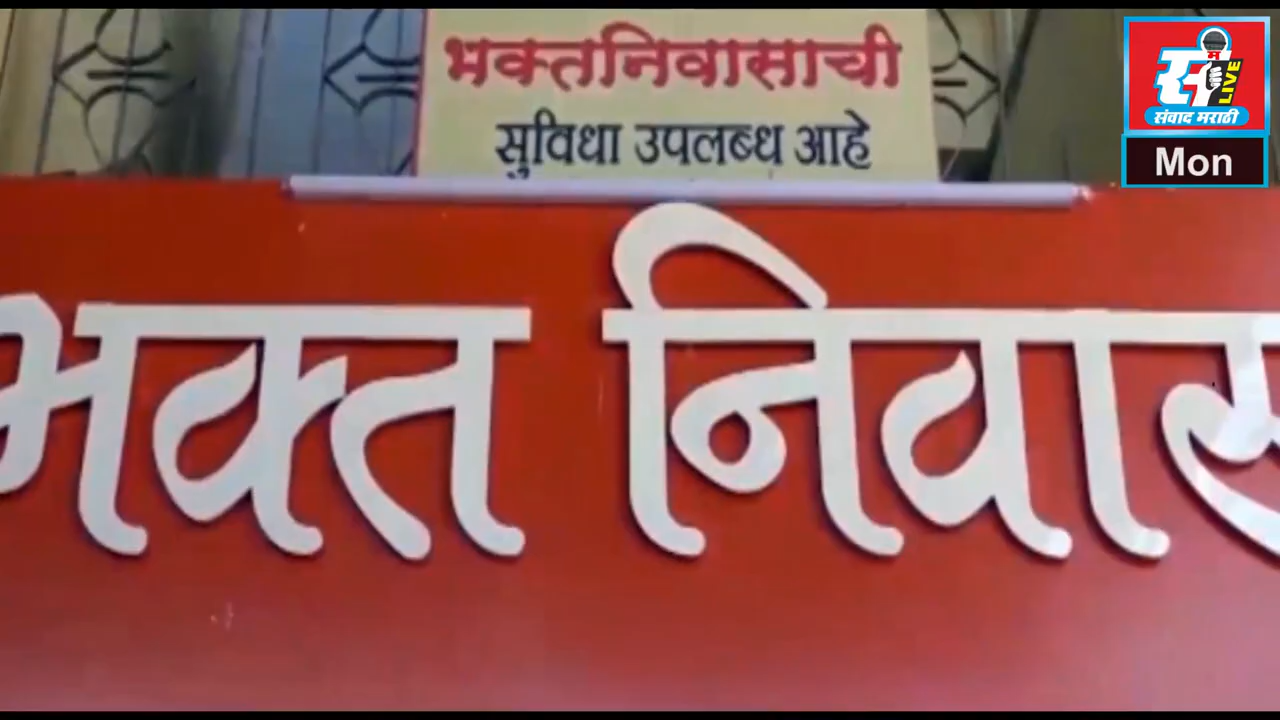 भक्तनिवासाची
सुविधा उपलब्ध आहे
LIVE
संवाद मराठी
Mon
भक्त निवास